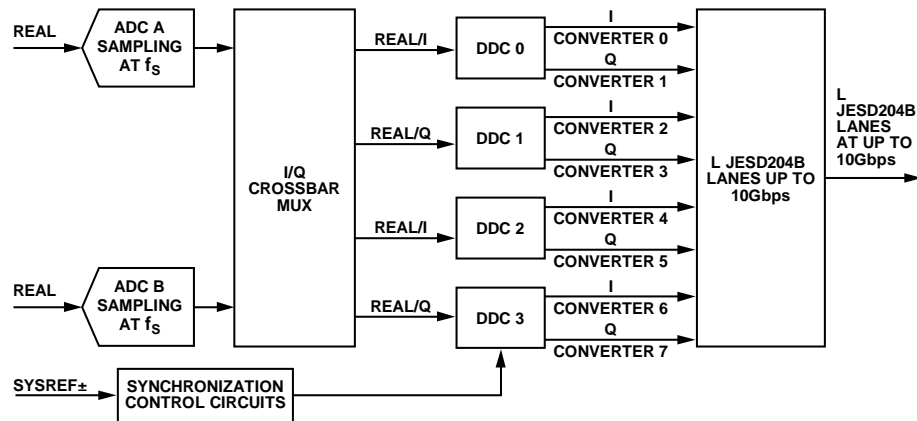 REAL
ADC A
SAMPLING
AT fS
I/Q
CROSSBAR
MUX
REAL/I
DDC 0
I
CONVERTER 0
Q
CONVERTER 1
REAL/Q
DDC 1
I
CONVERTER 2
Q
CONVERTER 3
REAL/I
DDC 2
I
CONVERTER 4
Q
CONVERTER 5
REAL
ADC B
SAMPLING
AT fS
REAL/Q
DDC 3
I
CONVERTER 6
Q
CONVERTER 7
L JESD204B
LANES UP TO
10Gbps
L
JESD204B
LANES
AT UP TO
10Gbps
SYSREF±
SYNCHRONIZATION
CONTROL CIRCUITS